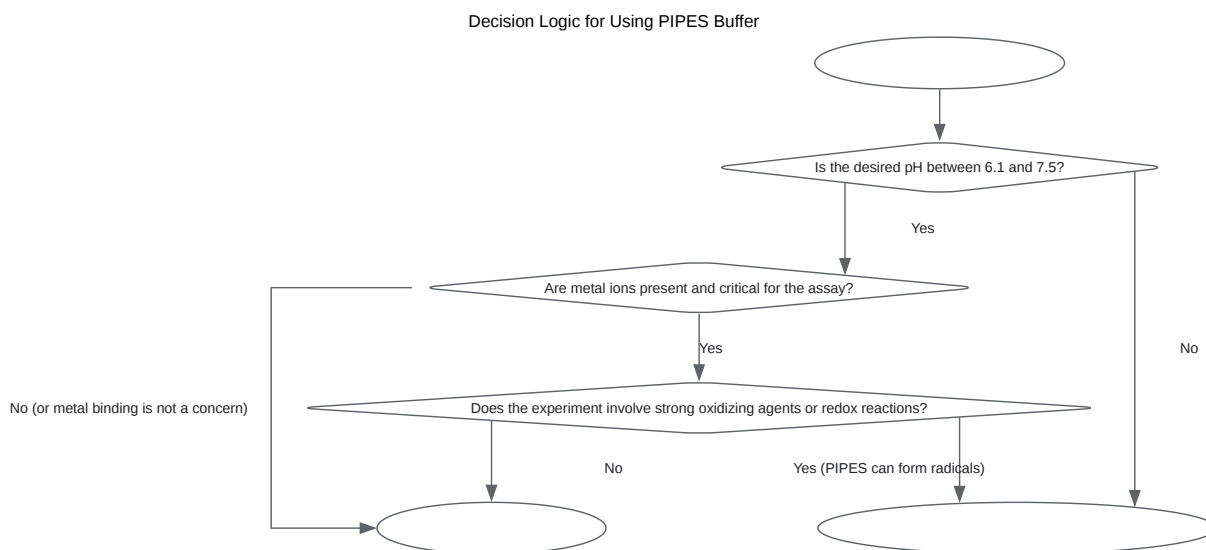 Decision Logic for Using PIPES Buffer
Is the desired pH between 6.1 and 7.5?
Yes
Are metal ions present and critical for the assay?
Yes
No
No (or metal binding is not a concern)
Does the experiment involve strong oxidizing agents or redox reactions?
No
Yes (PIPES can form radicals)